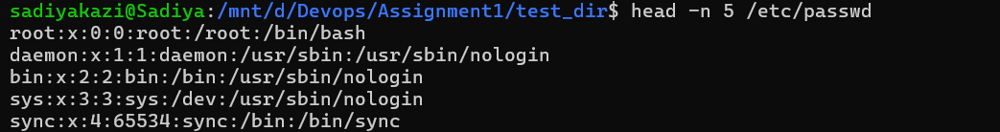 sadiyakazi@Sadiya:/mnt/d/Devops/Assignment1/test_dir$ head -n 5 /etc/passwd
root:x:0:0:root:/root:/bin/bash
daemon:x:1:1:daemon:/usr/sbin:/usr/sbin/nologin
bin:x:2:2:bin:/bin:/usr/sbin/nologin
sys:x:3:3:sys:/dev:/usr/sbin/nologin
sync:x:4:65534:sync:/bin:/bin/sync